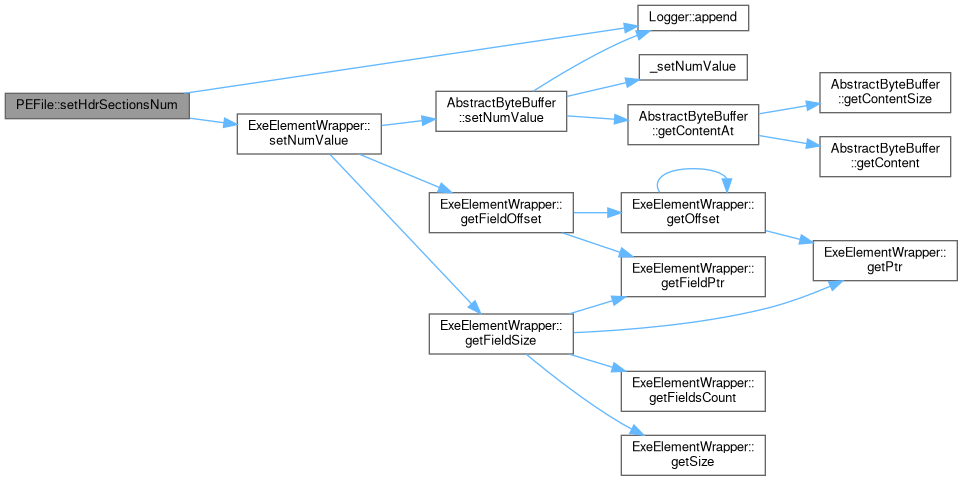 PEFile::setHdrSectionsNum
ExeElementWrapper::
setNumValue
AbstractByteBuffer
::setNumValue
Logger::append
_setNumValue
AbstractByteBuffer
::getContentAt
AbstractByteBuffer
::getContentSize
AbstractByteBuffer
::getContent
ExeElementWrapper::
getFieldOffset
ExeElementWrapper::
getOffset
ExeElementWrapper::
getPtr
ExeElementWrapper::
getFieldPtr
ExeElementWrapper::
getFieldSize
ExeElementWrapper::
getFieldsCount
ExeElementWrapper::
getSize